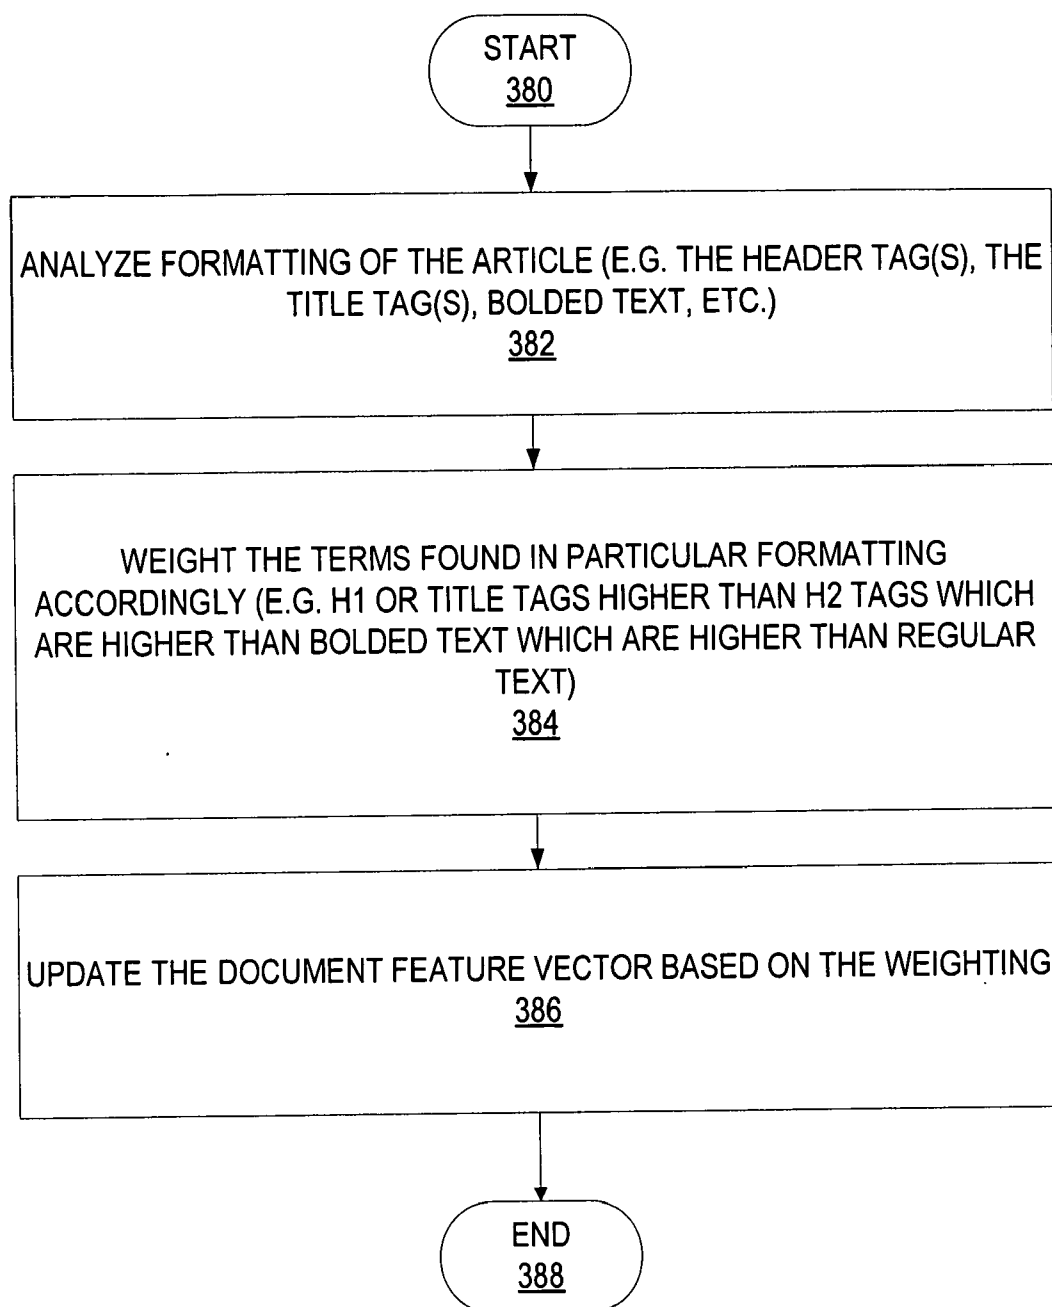 START
380
ANALYZE FORMATTING OF THE ARTICLE (E.G. THE HEADER TAG(S), THE
TITLE TAG(S), BOLDED TEXT, ETC.)
382
WEIGHT THE TERMS FOUND IN PARTICULAR FORMATTING
ACCORDINGLY (E.G. H1 OR TITLE TAGS HIGHER THAN H2 TAGS WHICH
ARE HIGHER THAN BOLDED TEXT WHICH ARE HIGHER THAN REGULAR
TEXT)
384
UPDATE THE DOCUMENT FEATURE VECTOR BASED ON THE WEIGHTING
386
END
388